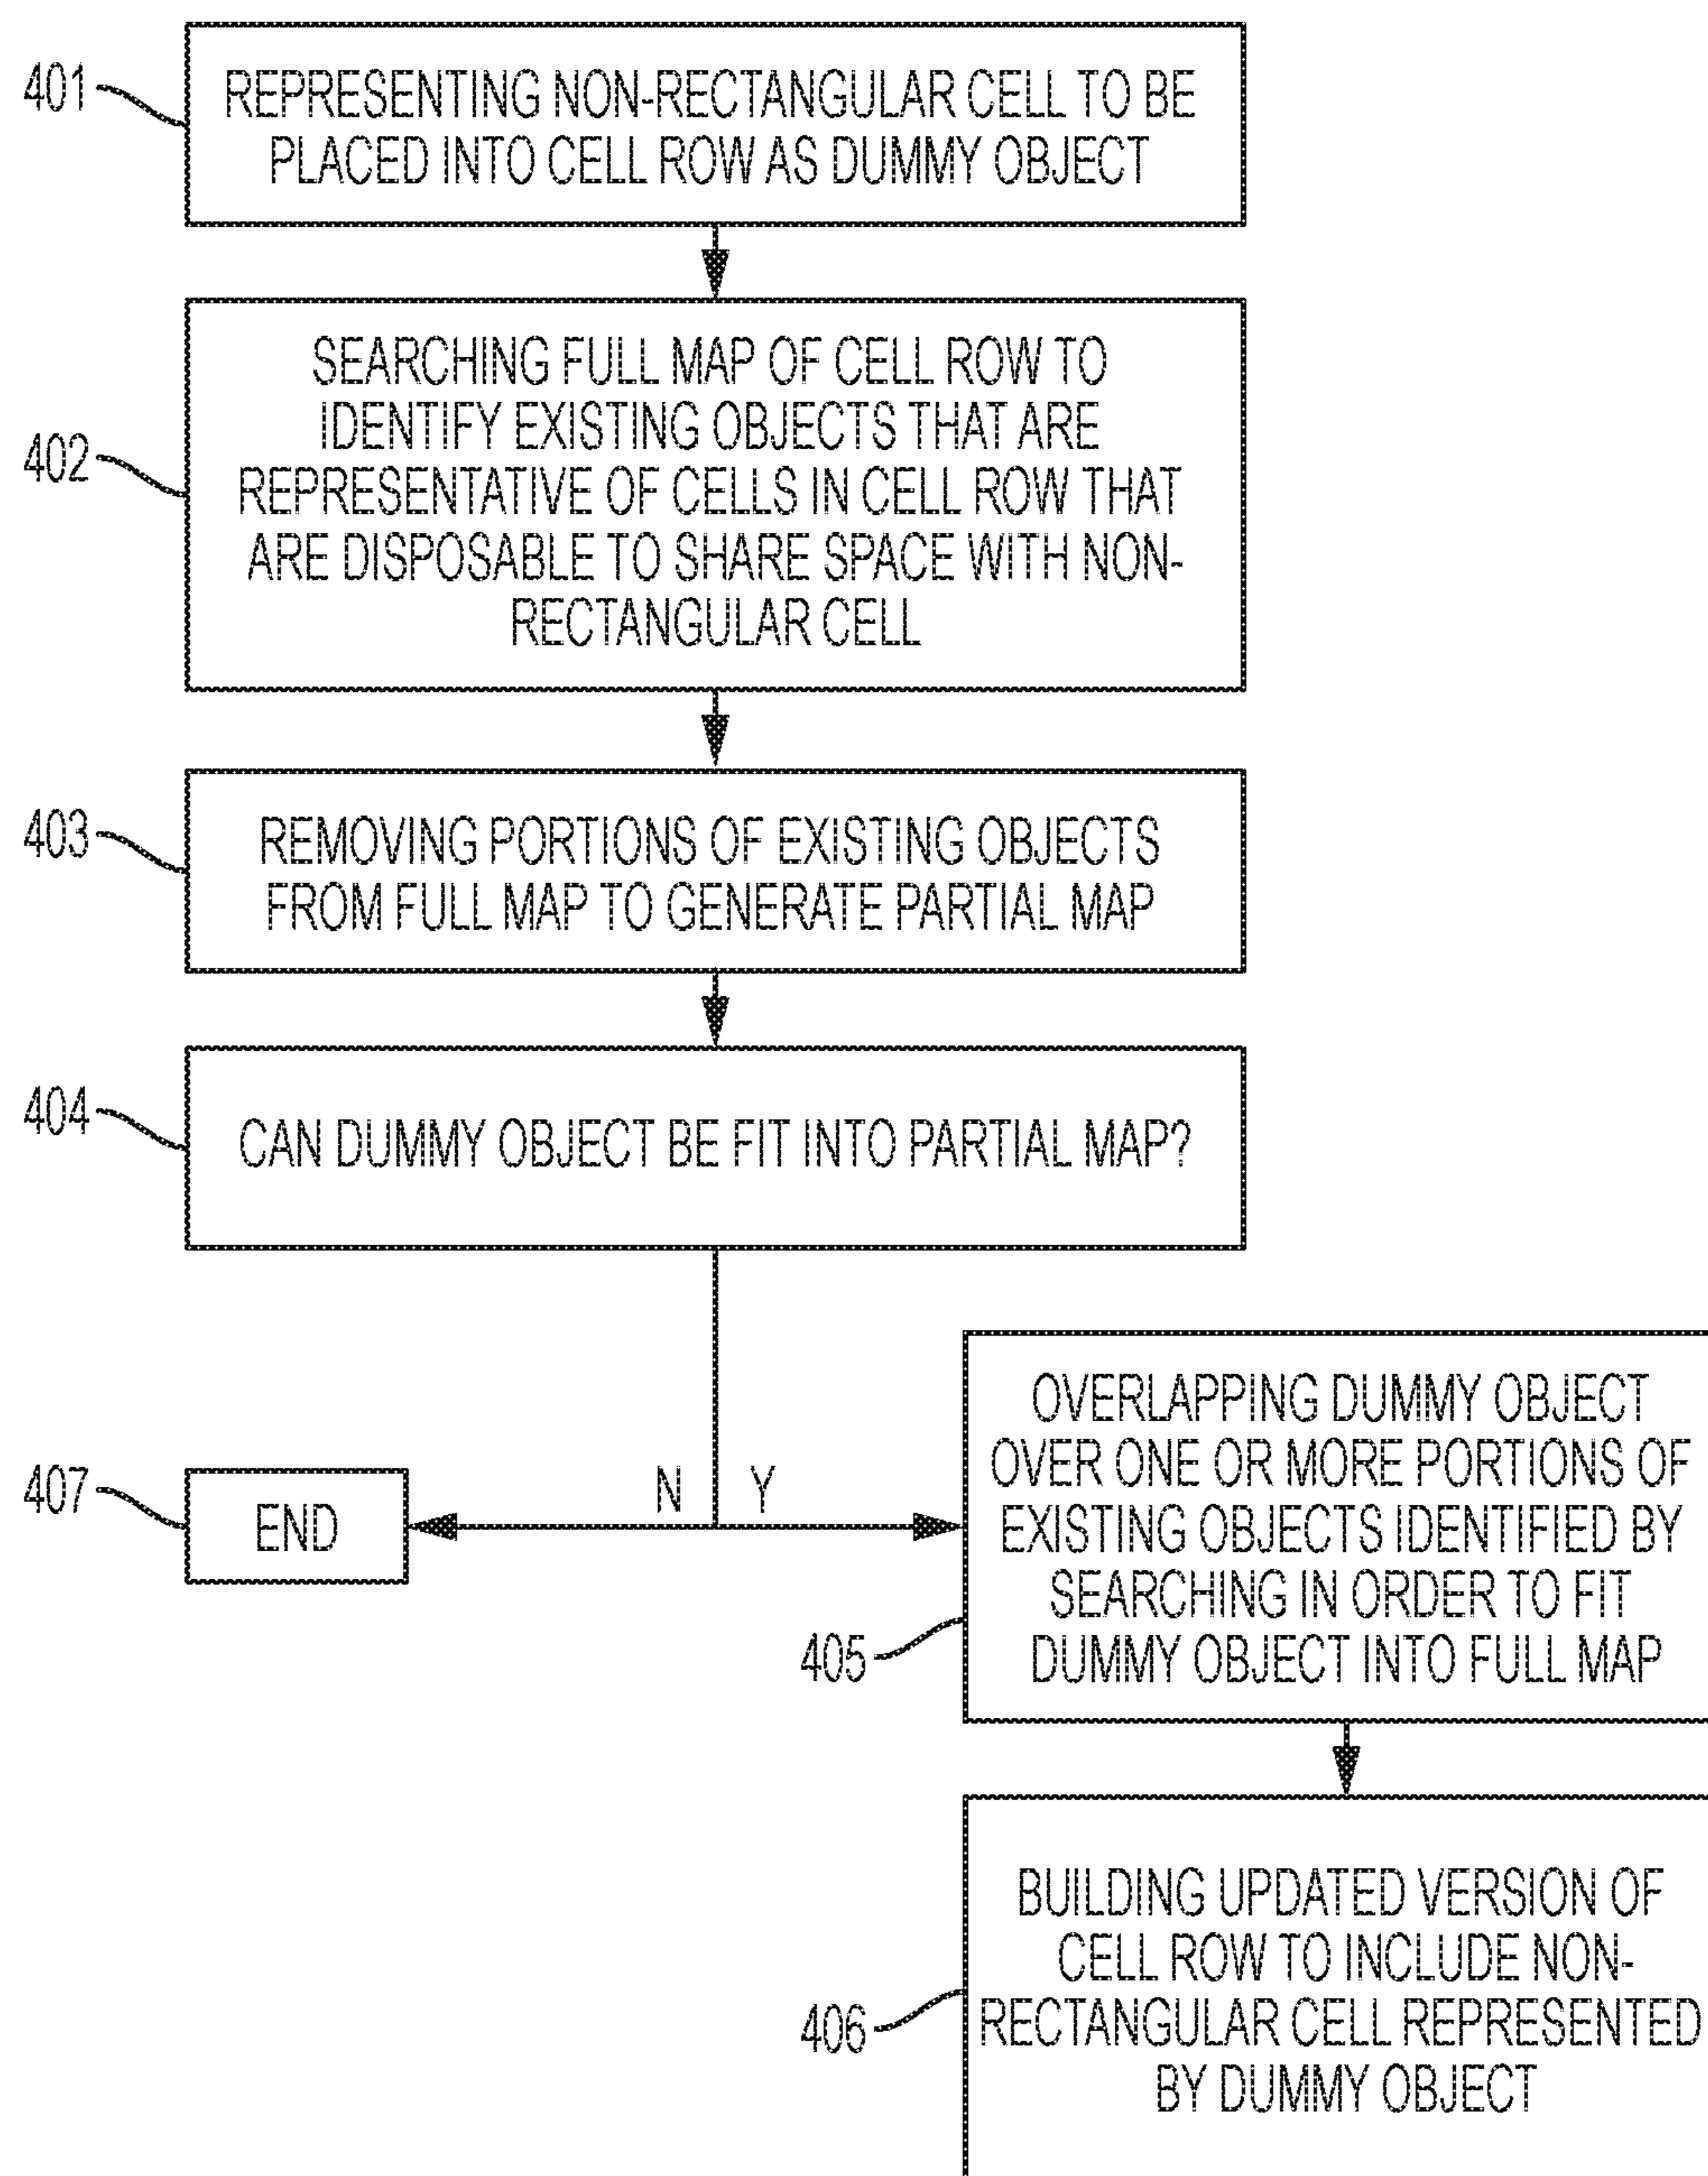 401
REPRESENTING NON-RECTANGULAR CELL TO BE
PLACED INTO CELL ROW AS DUMMY OBJECT
402
SEARCHING FULL MAP OF CELL ROW TO
IDENTIFY EXISTING OBJECTS THAT ARE
REPRESENTATIVE OF CELLS IN CELL ROW THAT
ARE DISPOSABLE TO SHARE SPACE WITH NON-
RECTANGULAR CELL
403
REMOVING PORTIONS OF EXISTING OBJECTS
FROM FULL MAP TO GENERATE PARTIAL MAP
404
CAN DUMMY OBJECT BE FIT INTO PARTIAL MAP?
N Y
407
END
405
OVERLAPPING DUMMY OBJECT
OVER ONE OR MORE PORTIONS OF
EXISTING OBJECTS IDENTIFIED BY
SEARCHING IN ORDER TO FIT
DUMMY OBJECT INTO FULL MAP
406
BUILDING UPDATED VERSION OF
CELL ROW TO INCLUDE NON-
RECTANGULAR CELL REPRESENTED
BY DUMMY OBJECT